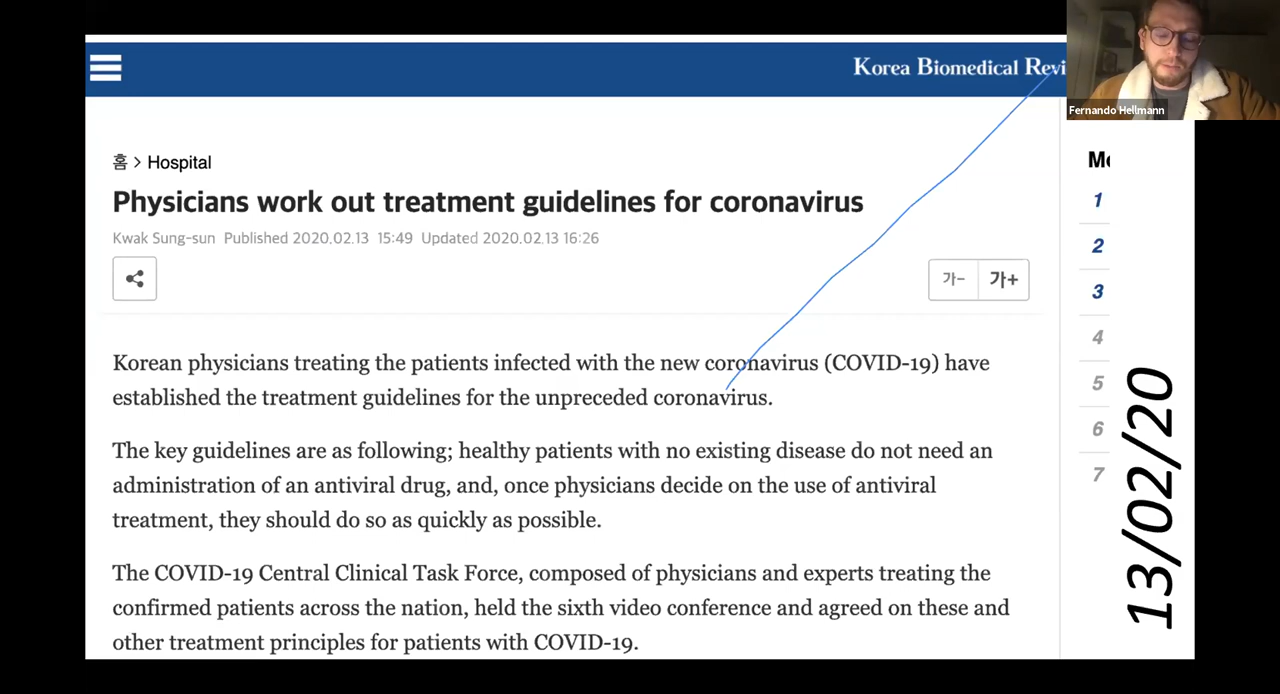 Korea Biomedical Revi
Fernando Hellmann
홈 > Hospital
Physicians work out treatment guidelines for coronavirus
Kwak Sung-sun Published 2020.02.13 15:49 Updated 2020.02.13 16:26
가- 가+
Korean physicians treating the patients infected with the new coronavirus (COVID-19) have
established the treatment guidelines for the unpreceded coronavirus.
The key guidelines are as following; healthy patients with no existing disease do not need an
administration of an antiviral drug, and, once physicians decide on the use of antiviral
treatment, they should do so as quickly as possible.
The COVID-19 Central Clinical Task Force, composed of physicians and experts treating the
confirmed patients across the nation, held the sixth video conference and agreed on these and
other treatment principles for patients with COVID-19.
1
2
3
4
5
6
7
13/02/20